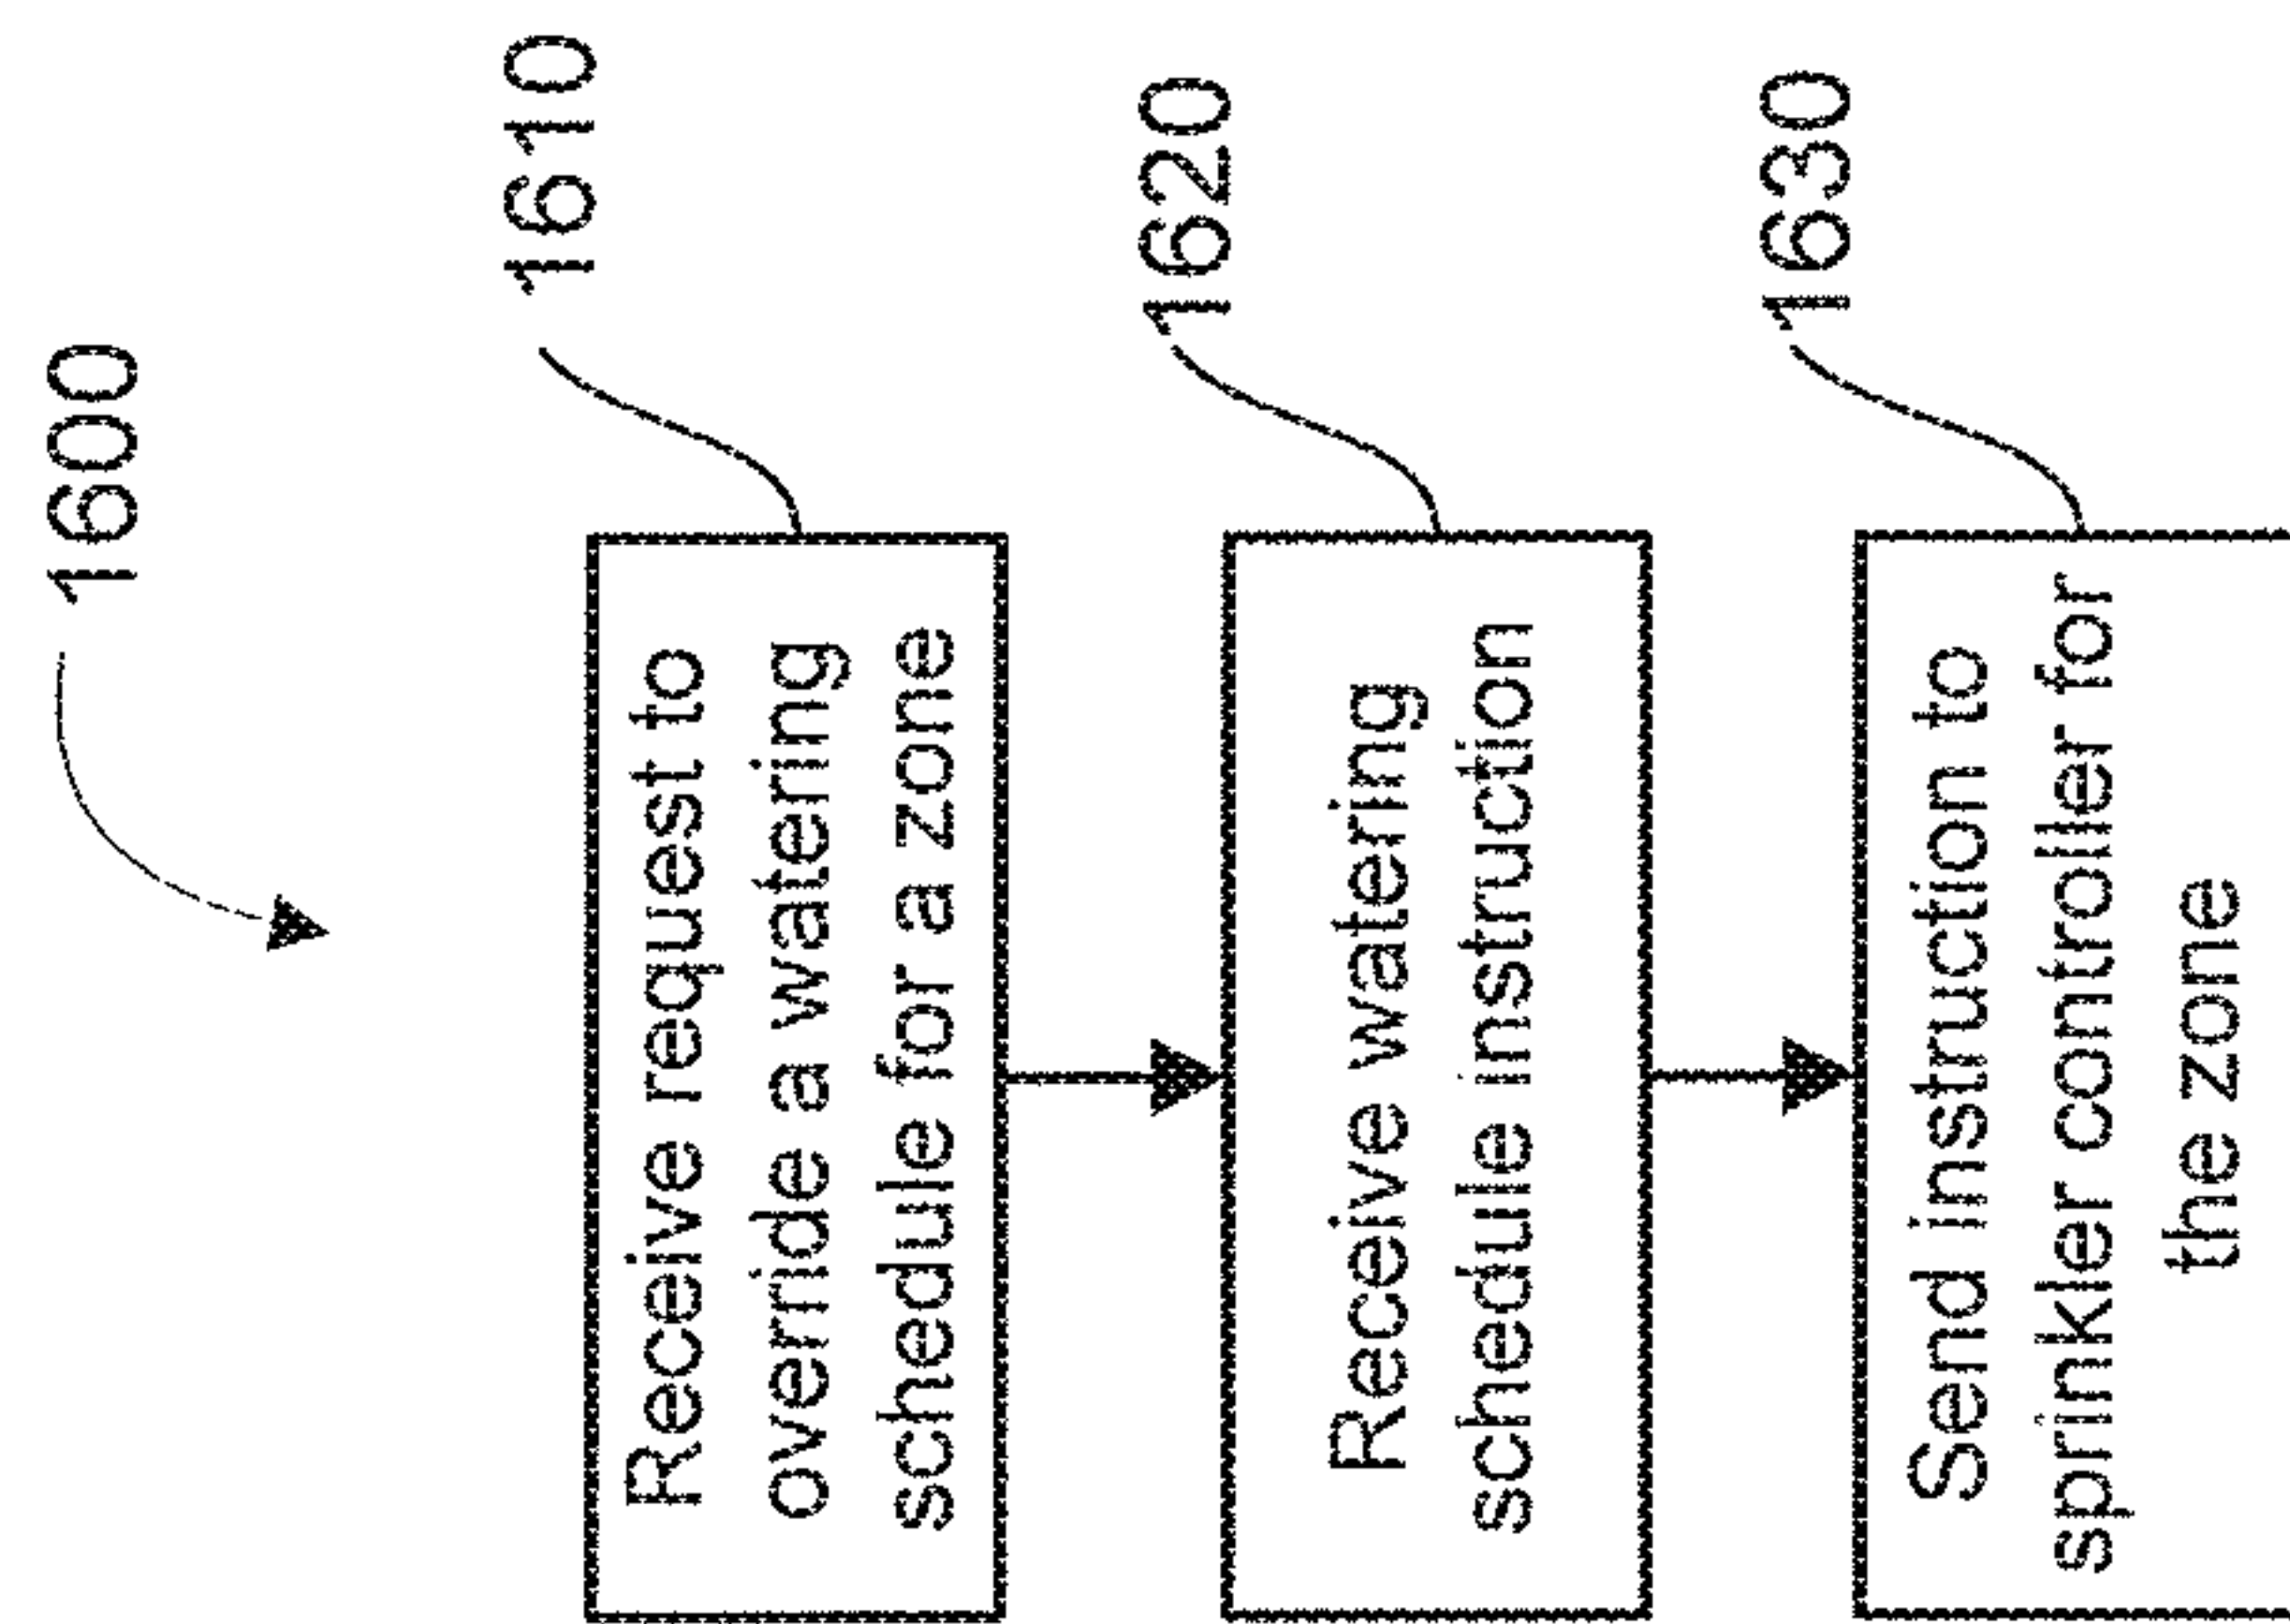 1600
1610
Receive request to
override a watering
schedule for a zone
1620
Receive watering
schedule instruction
1630
Send instruction to
sprinkler controller for
the zone